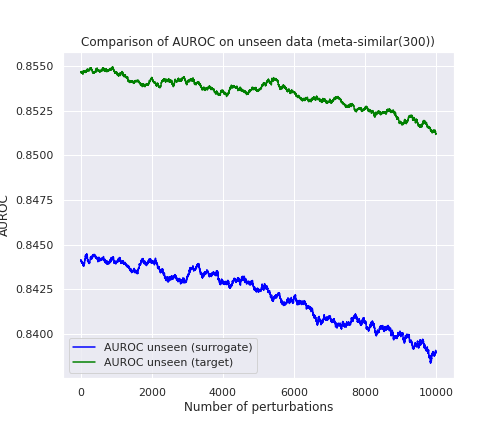 Comparison of AUROC on unseen data (meta-similar(300))
0.8550
0.8525
0.8500
0.8475
0.8450
0.8425
0.8400
AUROC
AUROC unseen (surrogate)
AUROC unseen (target)
0 2000 4000 6000 8000 10000
Number of perturbations